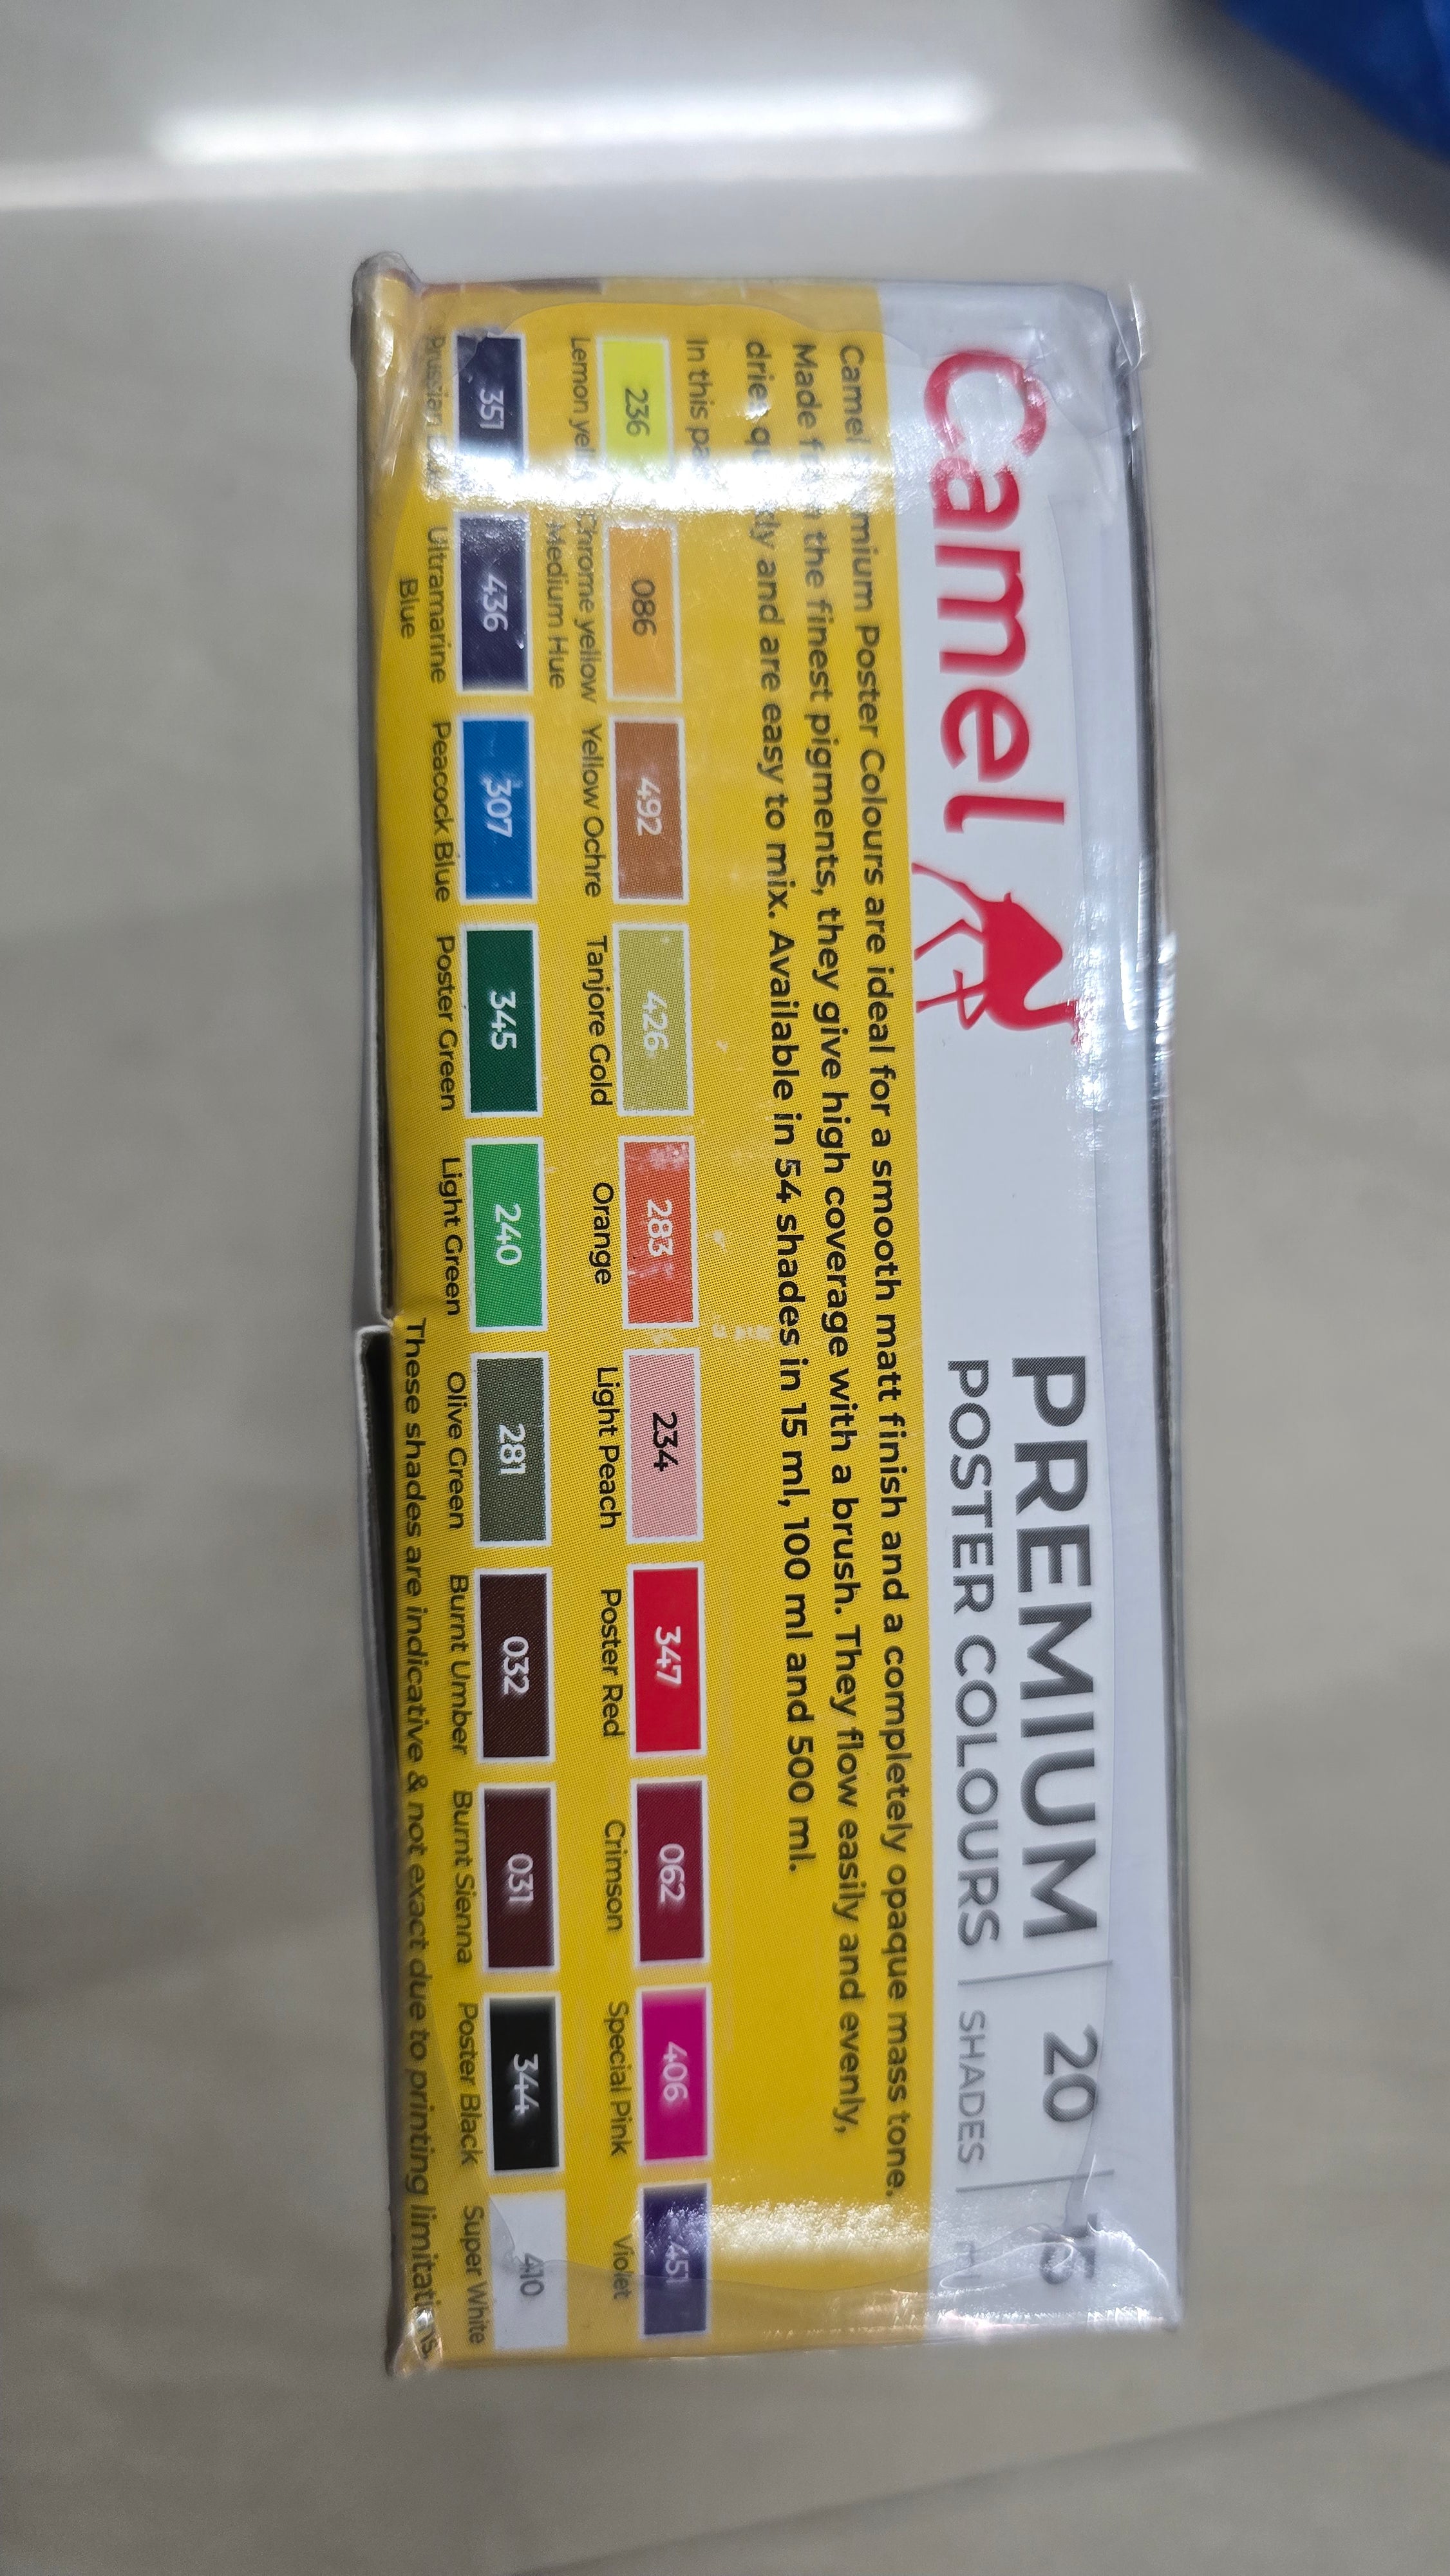 Camel
PREMIUM
POSTER COLOURS
20
SHADES
15
Camel Poster Colours are ideal for a smooth matt finish and a completely opaque mass tone.
Made the finest pigments, they give high coverage with a brush. They flow easily and evenly,
and are easy to mix. Available in 54 shades in 15 ml, 100 ml and 500 ml.
In this
236 086 492 426 283 234 347 062 406 451
Lemon Chrome yellow Yellow Ochre Tanjore Gold Orange Light Peach Poster Red Crimson Special Pink Violet
Medium Hue
351 436 307 345 240 281 032 031 344 410
Prussian Ultramarine Peacock Blue Poster Green Light Green Olive Green Burnt Umber Burnt Sienna Poster Black Super White
Blue
These shades are indicative & not exact due to printing limitations.